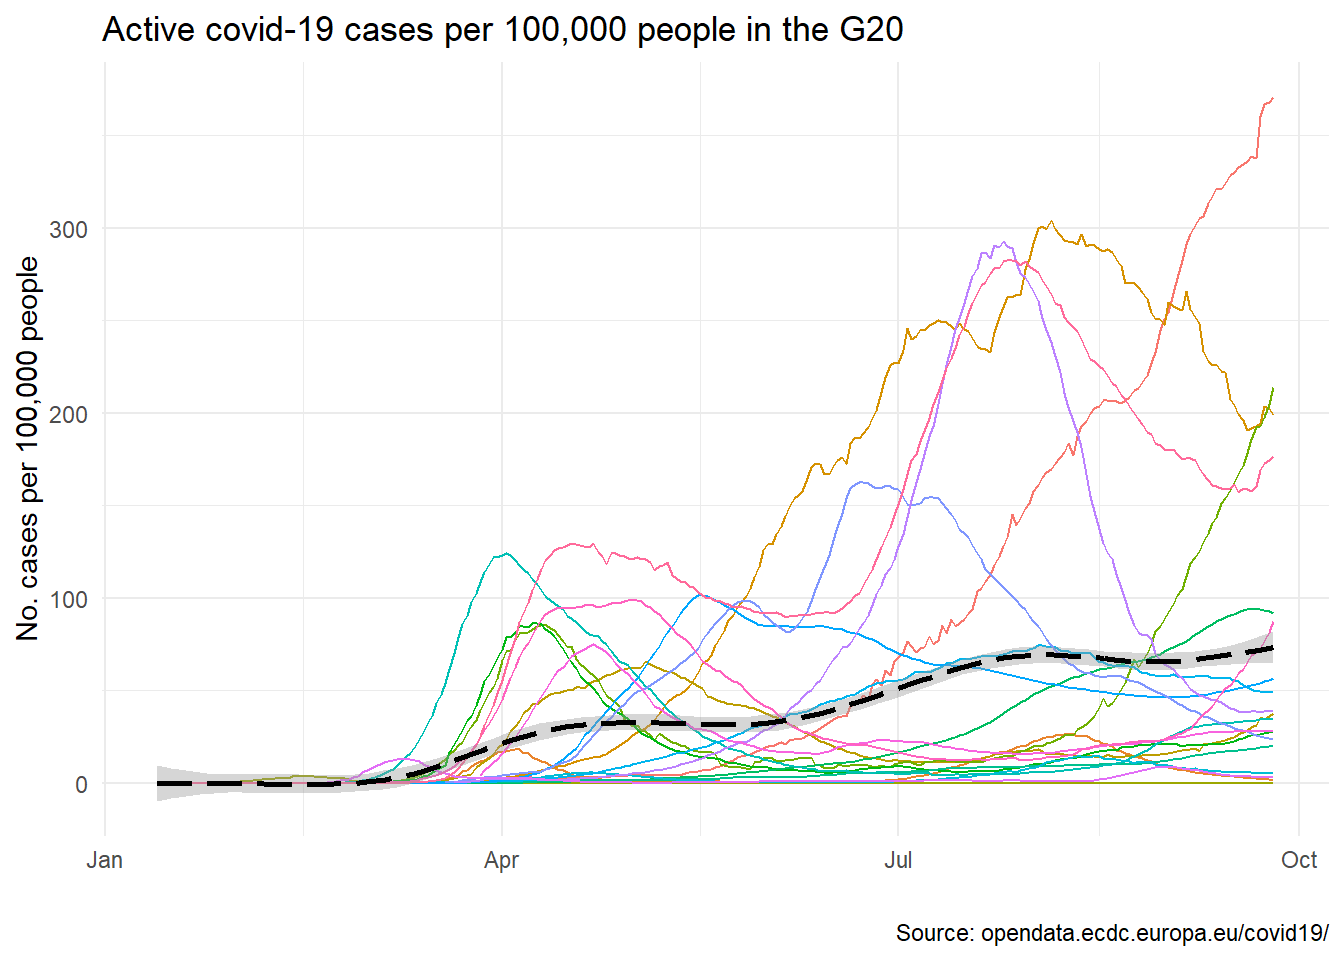 Active covid-19 cases per 100,000 people in the G20
No. cases per 100,000 people
300
200
100
0
Jan Apr Jul Oct
Source: opendata.ecdc.europa.eu/covid19/